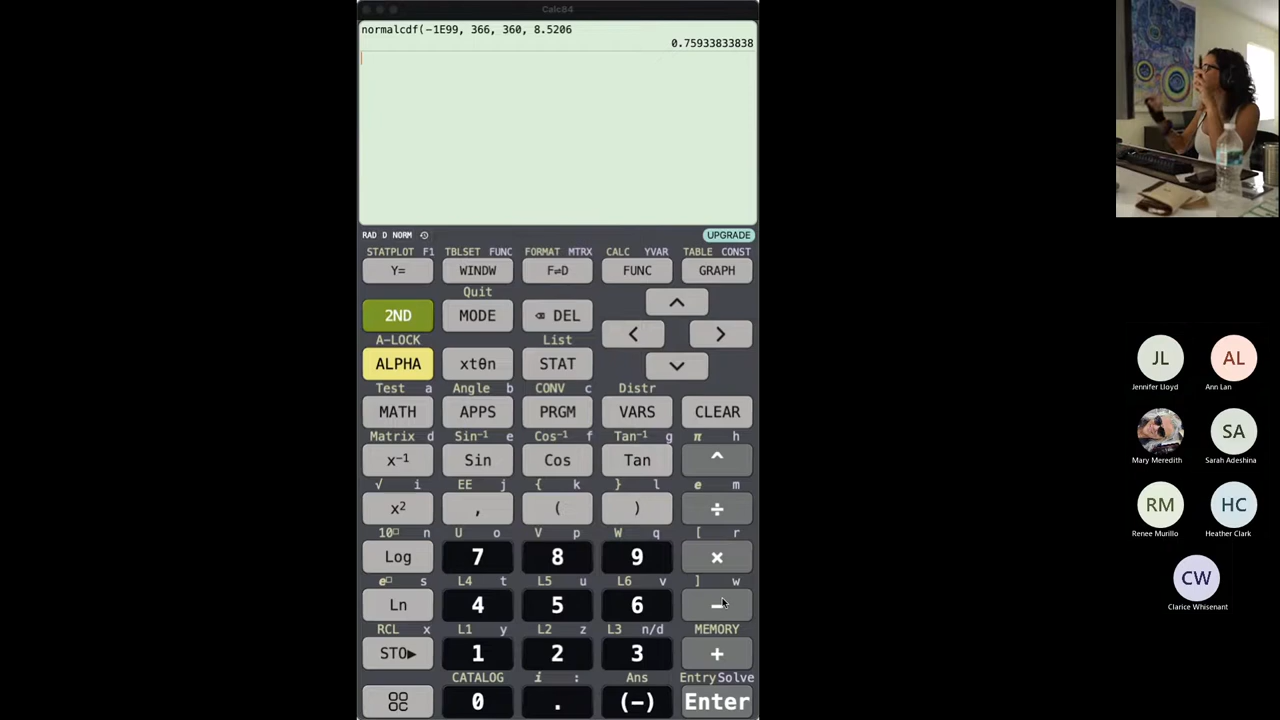 Calc84
normalcdf(-1E99, 366, 360, 8.5206
0.75933833838
RAD D NORM
UPGRADE
STATPLOT F1 TBLSET FUNC FORMAT MTRX CALC YVAR TABLE CONST
Y= WINDW F⇌D FUNC GRAPH
Quit
2ND MODE ⌫ DEL
A-LOCK List
ALPHA xtθn STAT
Test a Angle b CONV c Distr
MATH APPS PRGM VARS CLEAR
Matrix d Sin⁻¹ e Cos⁻¹ f Tan⁻¹ g π h
x⁻¹ Sin Cos Tan ^
√ i EE j { k } l e m
x² , ( ) ÷
10□ n U o V p W q [ r
Log 7 8 9 ×
e□ s L4 t L5 u L6 v ] w
Ln 4 5 6 −
RCL x L1 y L2 z L3 n/d MEMORY
STO▶ 1 2 3 +
CATALOG i : Ans Entry Solve
0 . (−) Enter
JL AL
Jennifer Lloyd Ann Lan
SA
Mary Meredith Sarah Adeshina
RM HC
Renee Murillo Heather Clark
CW
Clarice Whisenant